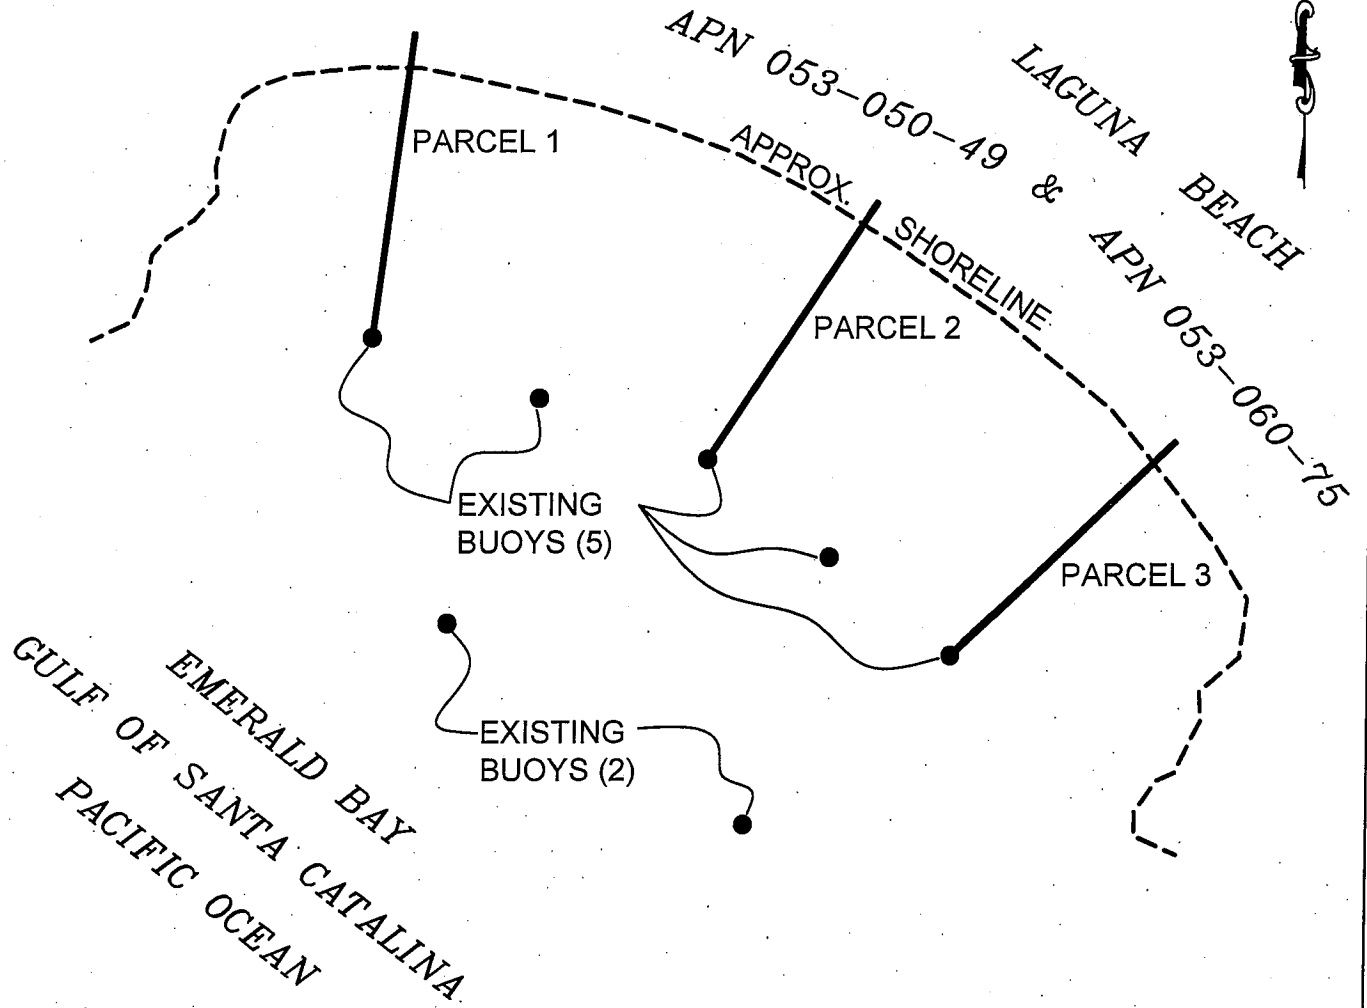 APN 053-050-49 & APN 053-060-75
LAGUNA BEACH
PARCEL 1
APPROX. SHORELINE
PARCEL 2
EXISTING
BUOYS (5)
PARCEL 3
EXISTING
BUOYS (2)
EMERALD BAY
GULF OF SANTA CATALINA
PACIFIC OCEAN